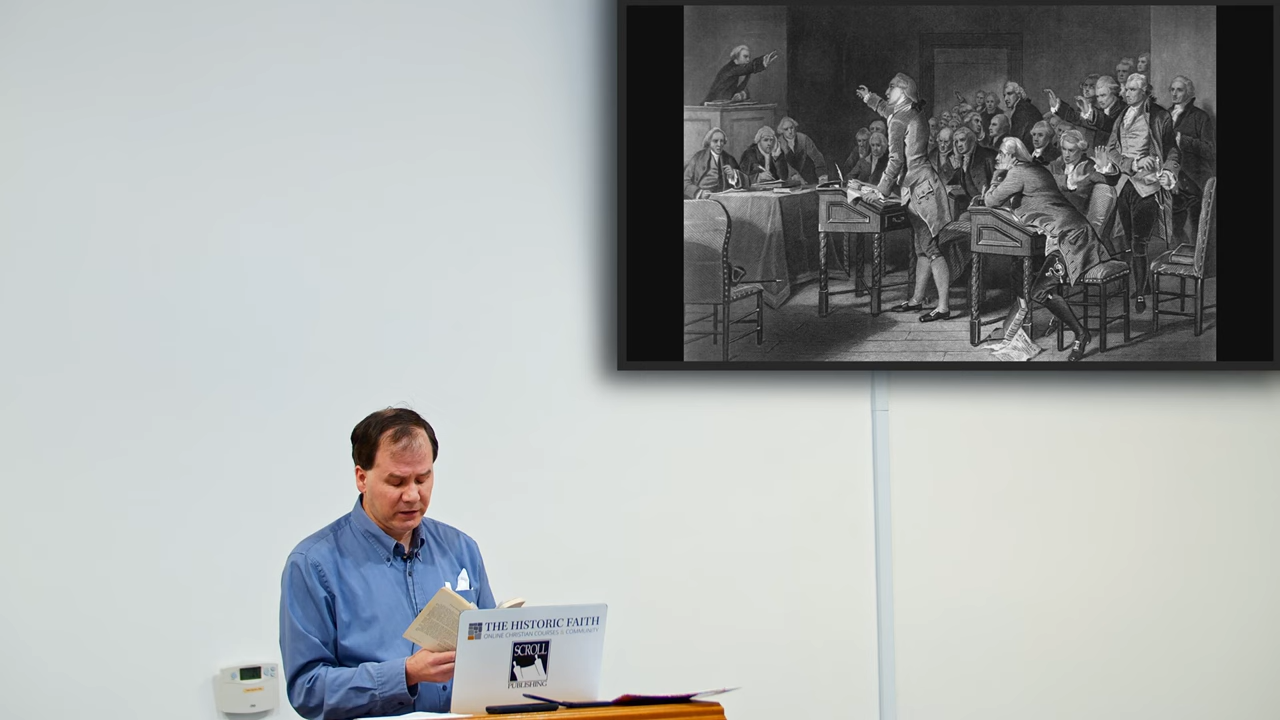 THE HISTORIC FAITH
ONLINE CHRISTIAN COURSES & COMMUNITY
SCROLL
PUBLISHING